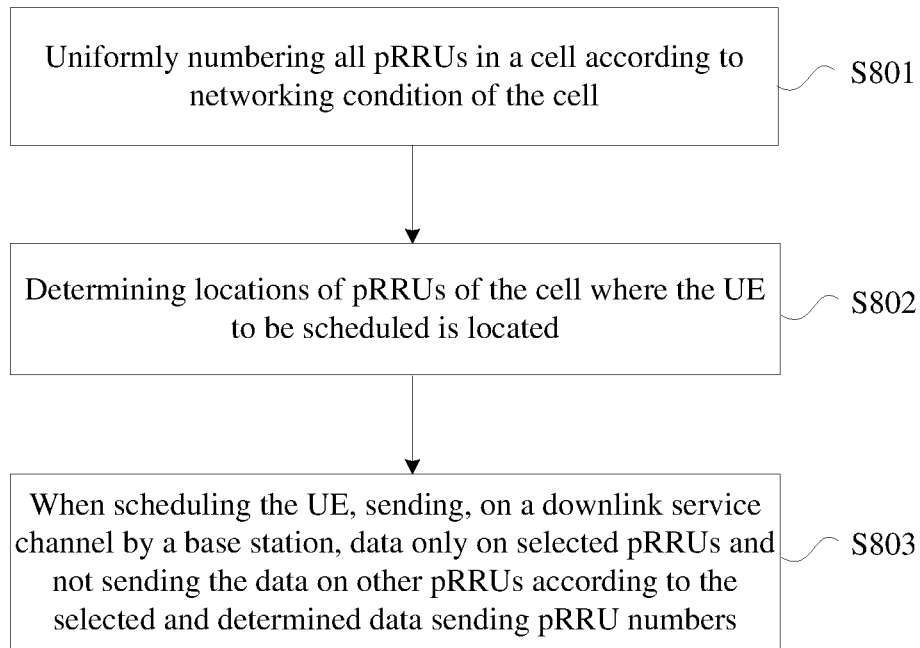 Uniformly numbering all pRRUs in a cell according to
networking condition of the cell
S801
Determining locations of pRRUs of the cell where the UE
to be scheduled is located
S802
When scheduling the UE, sending, on a downlink service
channel by a base station, data only on selected pRRUs and
not sending the data on other pRRUs according to the
selected and determined data sending pRRU numbers
S803